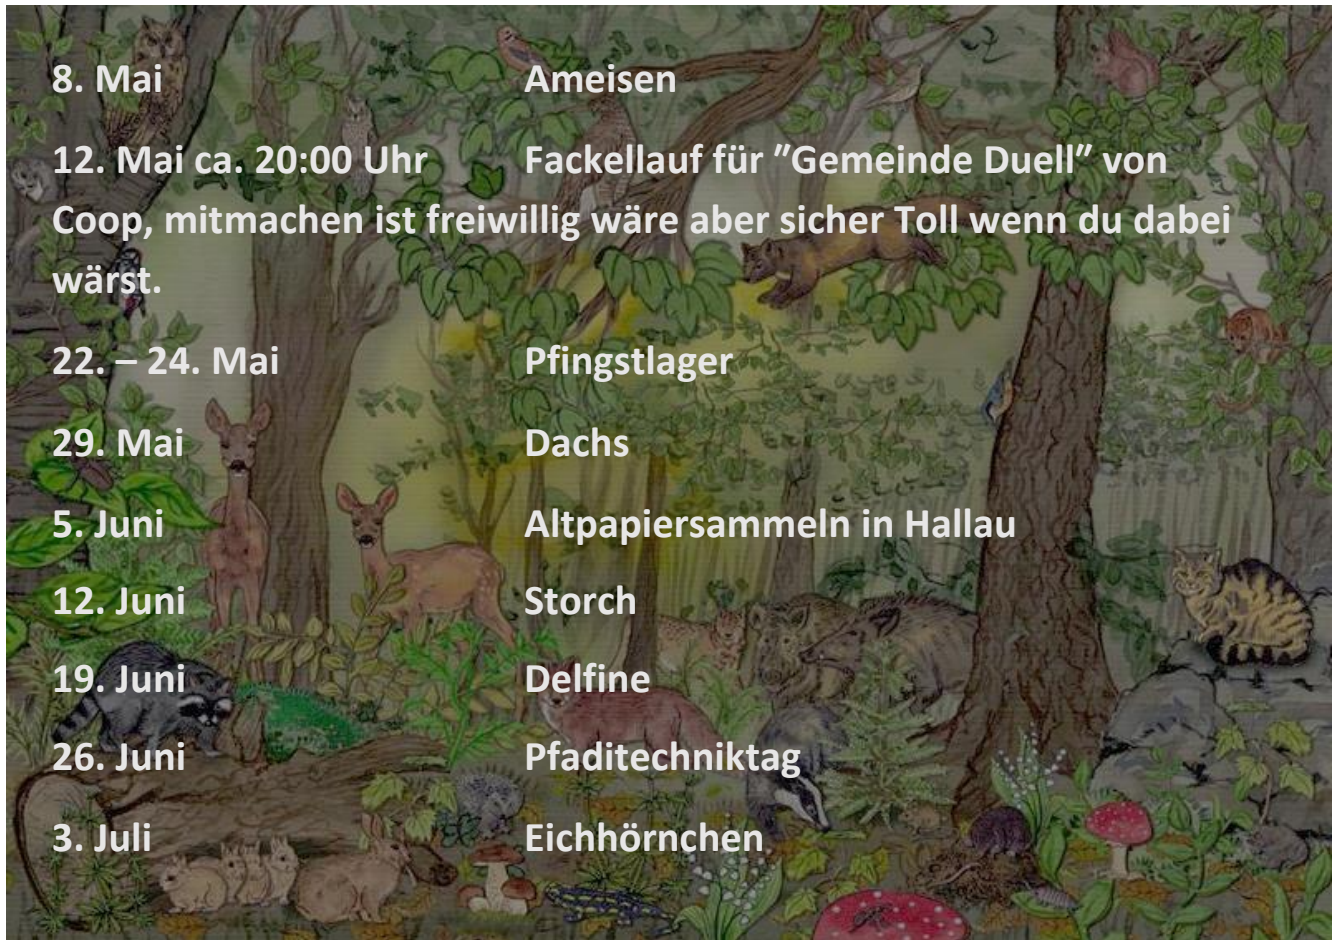 8. Mai Ameisen
12. Mai ca. 20:00 Uhr Fackellauf für "Gemeinde Duell" von
Coop, mitmachen ist freiwillig wäre aber sicher Toll wenn du dabei
wärst.
22. – 24. Mai Pfingstlager
29. Mai Dachs
5. Juni Altpapiersammeln in Hallau
12. Juni Storch
19. Juni Delfine
26. Juni Pfaditechniktag
3. Juli Eichhörnchen